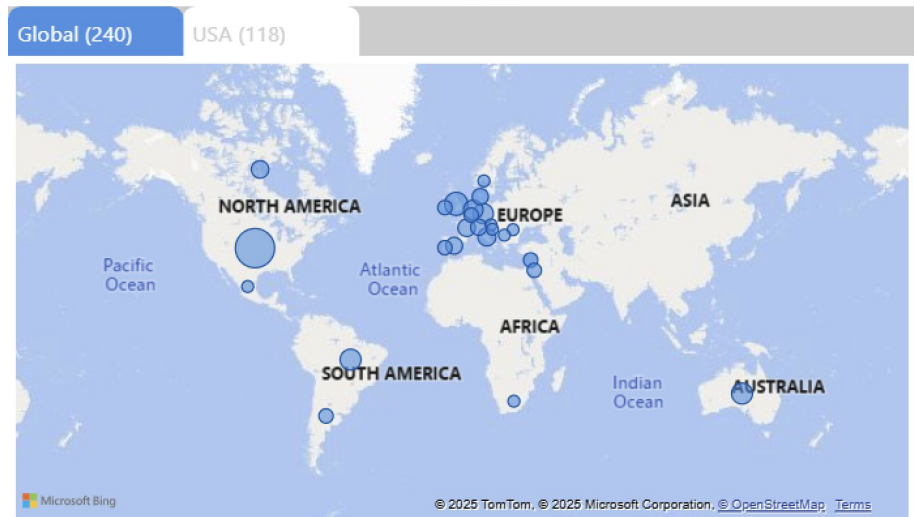 Global (240) USA (118)
NORTH AMERICA
ASIA
EUROPE
Pacific
Ocean
Atlantic
Ocean
AFRICA
SOUTH AMERICA
Indian
Ocean
AUSTRALIA
Microsoft Bing
© 2025 TomTom, © 2025 Microsoft Corporation, © OpenStreetMap Terms